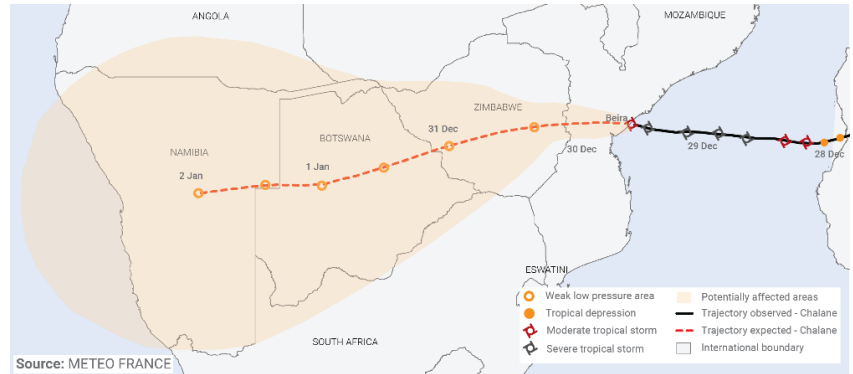 ANGOLA
MOZAMBIQUE
ZIMBABWE
Beira
31 Dec
BOTSWANA
30 Dec
29 Dec
NAMIBIA
28 Dec
1 Jan
2 Jan
ESWATINI
SOUTH AFRICA
Weak low pressure area
Tropical depression
Moderate tropical storm
Severe tropical storm
Potentially affected areas
Trajectory observed - Chalane
Trajectory expected - Chalane
International boundary
Source: METEO FRANCE